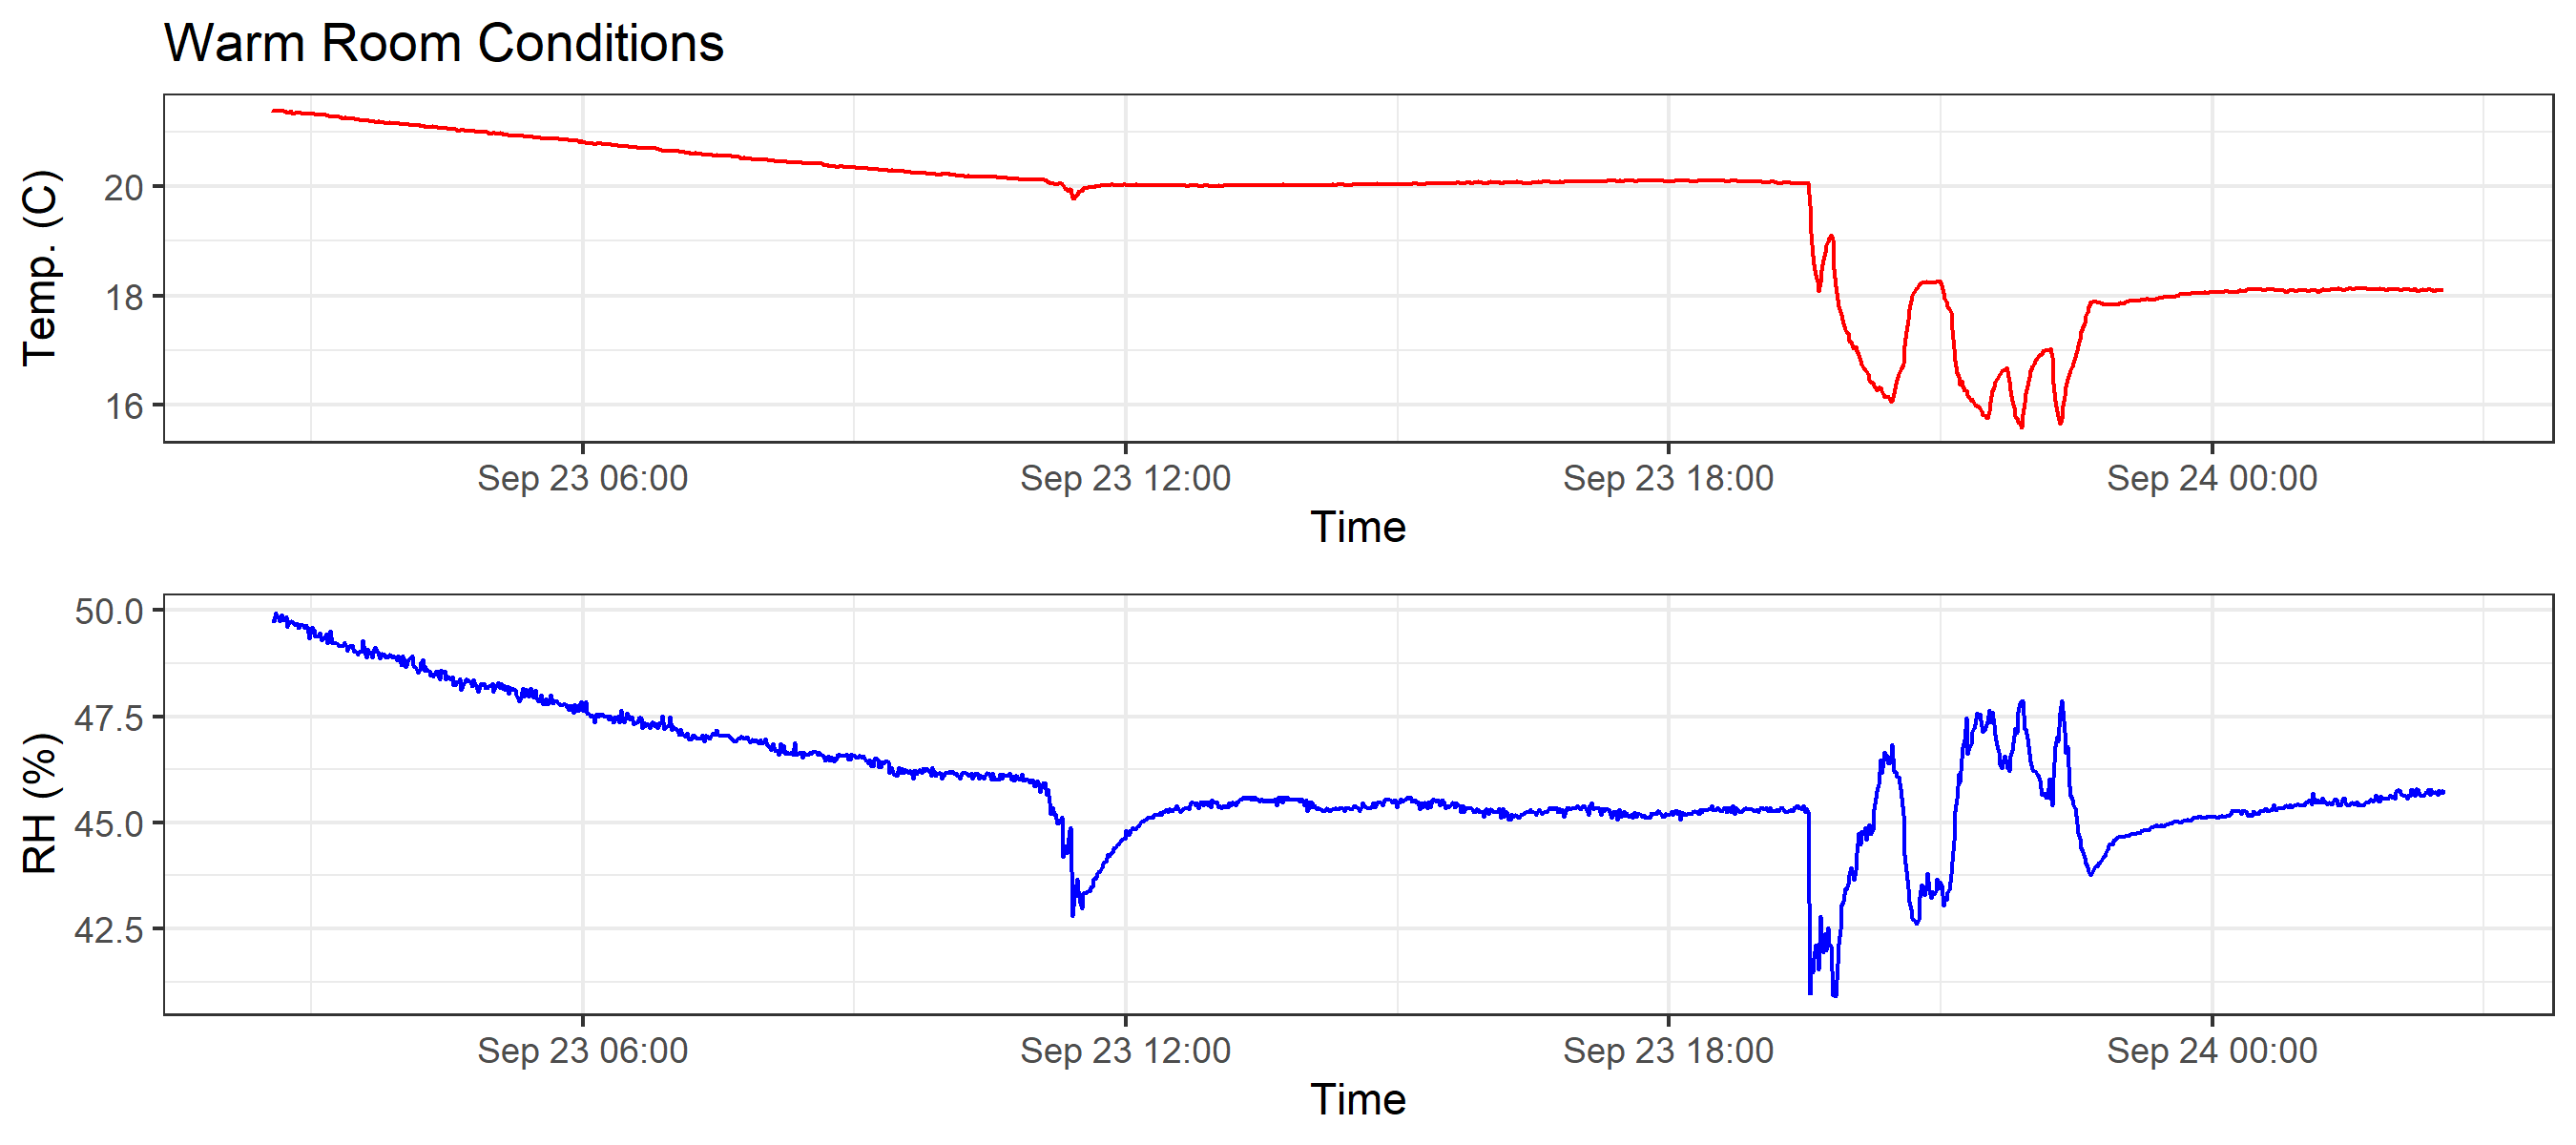 Warm Room Conditions
Temp. (C)
20
18
16
Sep 23 06:00 Sep 23 12:00 Sep 23 18:00 Sep 24 00:00
Time
RH (%)
50.0
47.5
45.0
42.5
Sep 23 06:00 Sep 23 12:00 Sep 23 18:00 Sep 24 00:00
Time